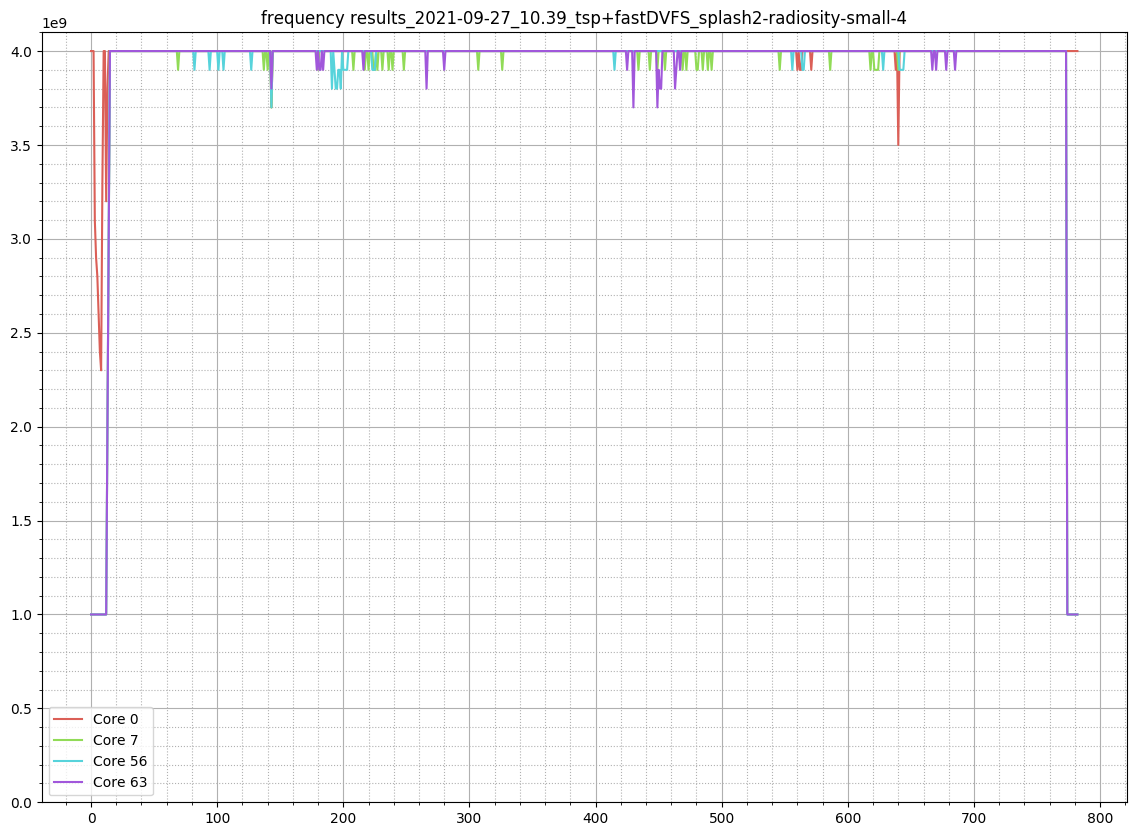 frequency results_2021-09-27_10.39_tsp+fastDVFS_splash2-radiosity-small-4
1e9
4.0
3.5
3.0
2.5
2.0
1.5
1.0
0.5
0.0
Core 0
Core 7
Core 56
Core 63
0 100 200 300 400 500 600 700 800